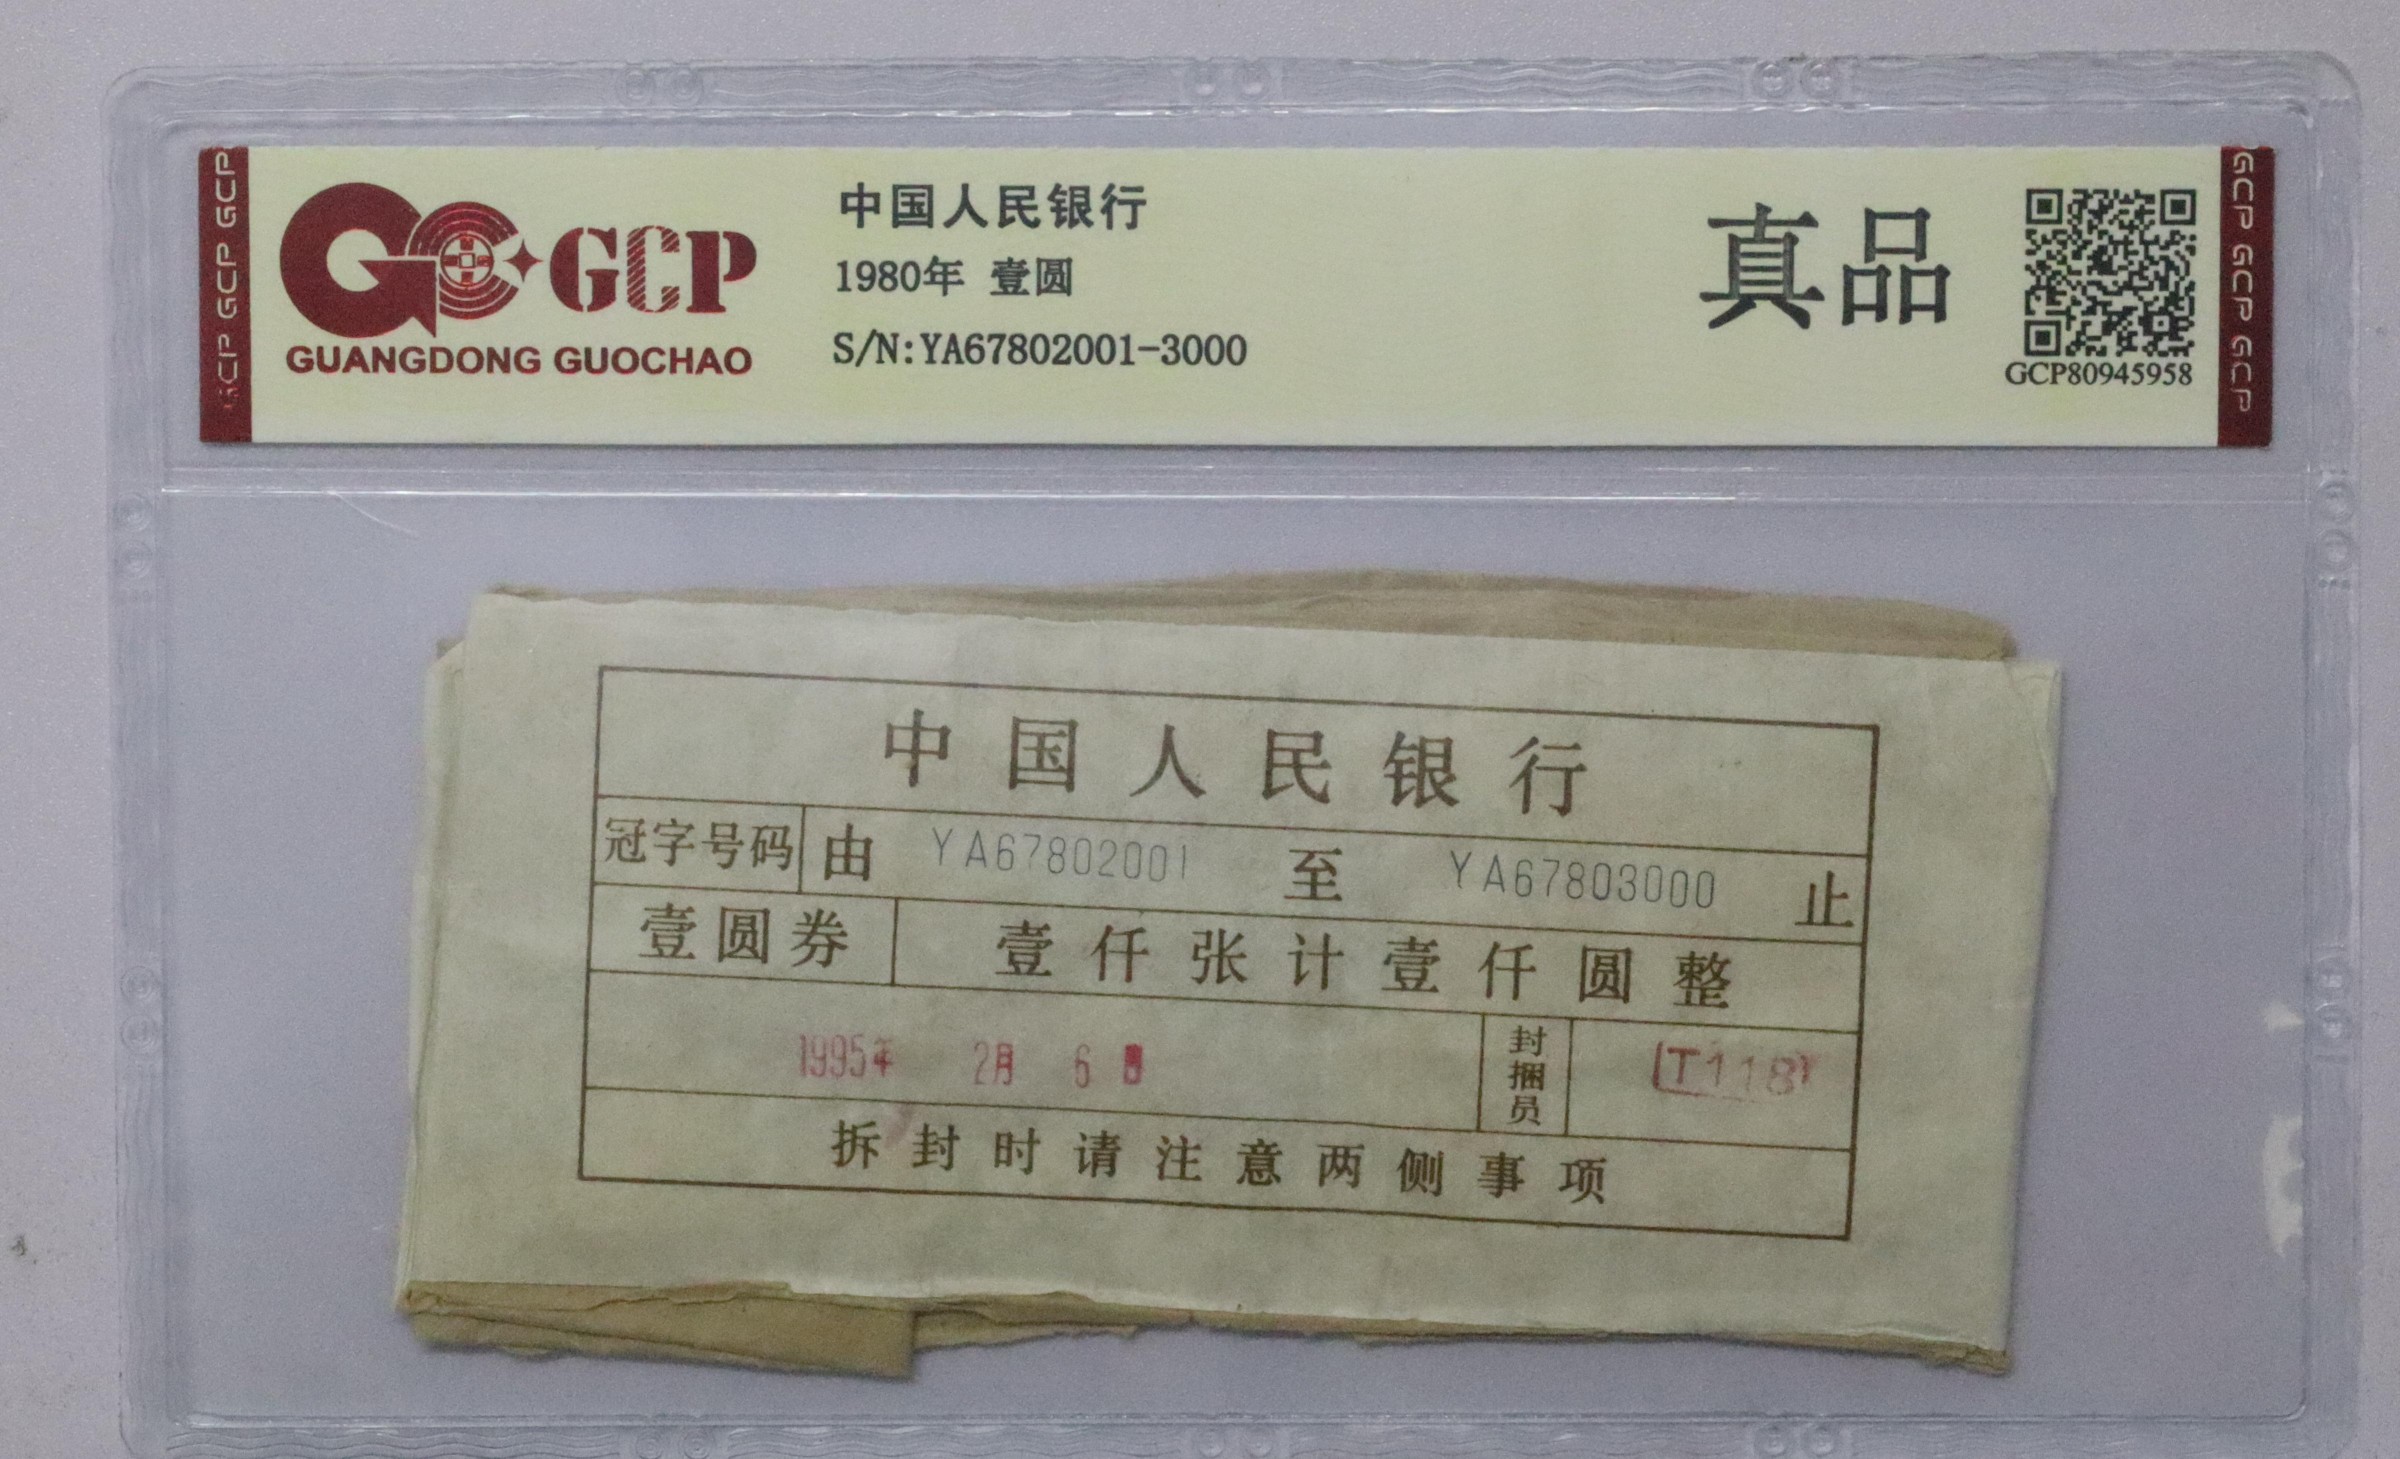 GCP GCP GCP
GCP
GUANGDONG GUOCHAO
中国人民银行
1980年 壹圆
S/N:YA67802001-3000
真品
GCP80945958
GCP GCP GCP
中国人民银行
冠字号码 由 YA67802001 至 YA67803000 止
壹圆券 壹仟张计壹仟圆整
1995年 2月 6日 封捆员 T118
拆封时请注意两侧事项